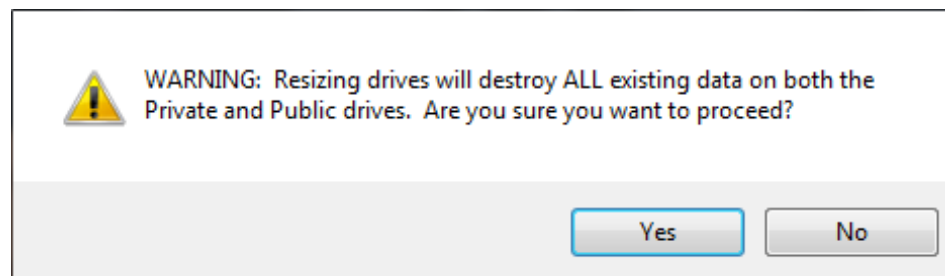 WARNING:  Resizing drives will destroy ALL existing data on both the
Private and Public drives.  Are you sure you want to proceed?
Yes
No